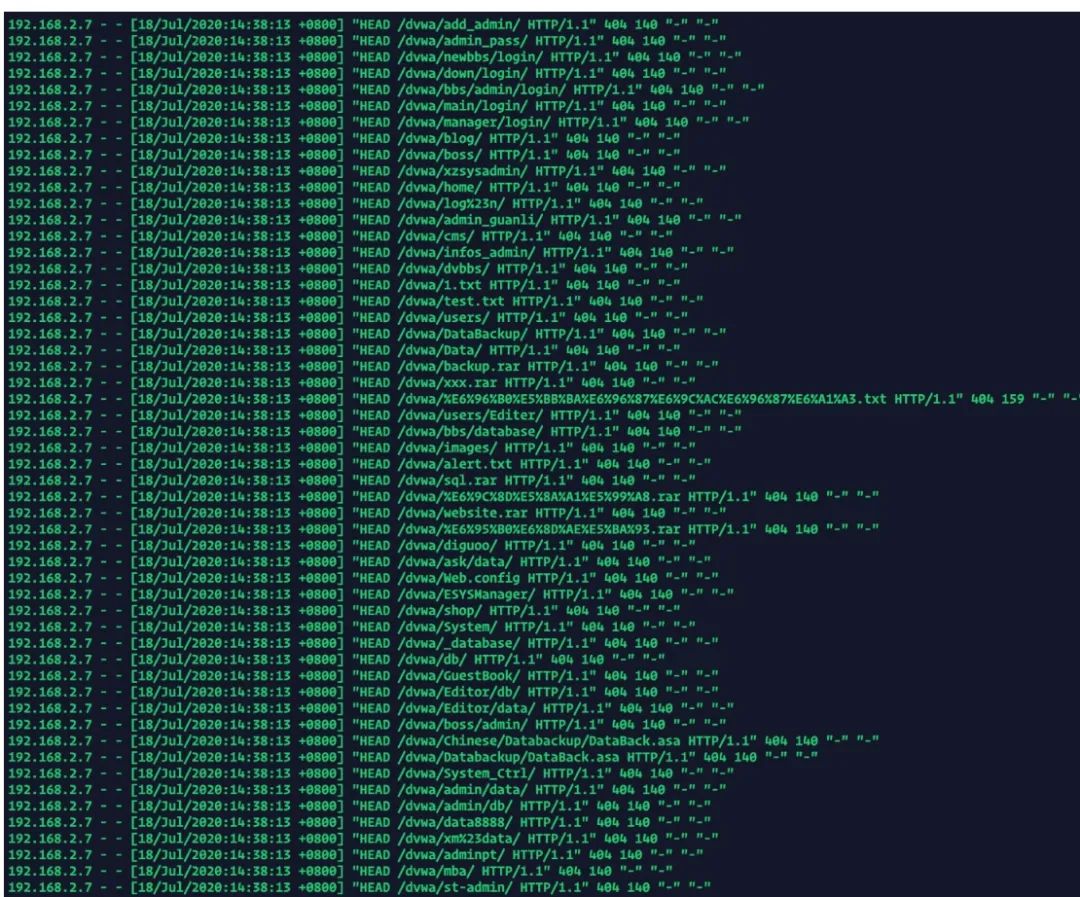 192.168.2.7 - - [18/Jul/2020:14:38:13 +0800] "HEAD /dvwa/add_admin/ HTTP/1.1" 404 140 "-" "-"
192.168.2.7 - - [18/Jul/2020:14:38:13 +0800] "HEAD /dvwa/admin_pass/ HTTP/1.1" 404 140 "-" "-"
192.168.2.7 - - [18/Jul/2020:14:38:13 +0800] "HEAD /dvwa/newbbs/login/ HTTP/1.1" 404 140 "-" "-"
192.168.2.7 - - [18/Jul/2020:14:38:13 +0800] "HEAD /dvwa/down/login/ HTTP/1.1" 404 140 "-" "-"
192.168.2.7 - - [18/Jul/2020:14:38:13 +0800] "HEAD /dvwa/bbs/admin/login/ HTTP/1.1" 404 140 "-" "-"
192.168.2.7 - - [18/Jul/2020:14:38:13 +0800] "HEAD /dvwa/main/login/ HTTP/1.1" 404 140 "-" "-"
192.168.2.7 - - [18/Jul/2020:14:38:13 +0800] "HEAD /dvwa/manager/login/ HTTP/1.1" 404 140 "-" "-"
192.168.2.7 - - [18/Jul/2020:14:38:13 +0800] "HEAD /dvwa/blog/ HTTP/1.1" 404 140 "-" "-"
192.168.2.7 - - [18/Jul/2020:14:38:13 +0800] "HEAD /dvwa/boss/ HTTP/1.1" 404 140 "-" "-"
192.168.2.7 - - [18/Jul/2020:14:38:13 +0800] "HEAD /dvwa/xzsysadmin/ HTTP/1.1" 404 140 "-" "-"
192.168.2.7 - - [18/Jul/2020:14:38:13 +0800] "HEAD /dvwa/home/ HTTP/1.1" 404 140 "-" "-"
192.168.2.7 - - [18/Jul/2020:14:38:13 +0800] "HEAD /dvwa/log%23n/ HTTP/1.1" 404 140 "-" "-"
192.168.2.7 - - [18/Jul/2020:14:38:13 +0800] "HEAD /dvwa/admin_guanli/ HTTP/1.1" 404 140 "-" "-"
192.168.2.7 - - [18/Jul/2020:14:38:13 +0800] "HEAD /dvwa/cms/ HTTP/1.1" 404 140 "-" "-"
192.168.2.7 - - [18/Jul/2020:14:38:13 +0800] "HEAD /dvwa/infos_admin/ HTTP/1.1" 404 140 "-" "-"
192.168.2.7 - - [18/Jul/2020:14:38:13 +0800] "HEAD /dvwa/dvbbs/ HTTP/1.1" 404 140 "-" "-"
192.168.2.7 - - [18/Jul/2020:14:38:13 +0800] "HEAD /dvwa/1.txt HTTP/1.1" 404 140 "-" "-"
192.168.2.7 - - [18/Jul/2020:14:38:13 +0800] "HEAD /dvwa/test.txt HTTP/1.1" 404 140 "-" "-"
192.168.2.7 - - [18/Jul/2020:14:38:13 +0800] "HEAD /dvwa/users/ HTTP/1.1" 404 140 "-" "-"
192.168.2.7 - - [18/Jul/2020:14:38:13 +0800] "HEAD /dvwa/DataBackup/ HTTP/1.1" 404 140 "-" "-"
192.168.2.7 - - [18/Jul/2020:14:38:13 +0800] "HEAD /dvwa/Data/ HTTP/1.1" 404 140 "-" "-"
192.168.2.7 - - [18/Jul/2020:14:38:13 +0800] "HEAD /dvwa/backup.rar HTTP/1.1" 404 140 "-" "-"
192.168.2.7 - - [18/Jul/2020:14:38:13 +0800] "HEAD /dvwa/xxx.rar HTTP/1.1" 404 140 "-" "-"
192.168.2.7 - - [18/Jul/2020:14:38:13 +0800] "HEAD /dvwa/%E6%96%B0%E5%BB%BA%E6%96%87%E6%9C%AC%E6%96%87%E6%A1%A3.txt HTTP/1.1" 404 159 "-" "-"
192.168.2.7 - - [18/Jul/2020:14:38:13 +0800] "HEAD /dvwa/users/Editer/ HTTP/1.1" 404 140 "-" "-"
192.168.2.7 - - [18/Jul/2020:14:38:13 +0800] "HEAD /dvwa/bbs/database/ HTTP/1.1" 404 140 "-" "-"
192.168.2.7 - - [18/Jul/2020:14:38:13 +0800] "HEAD /dvwa/images/ HTTP/1.1" 404 140 "-" "-"
192.168.2.7 - - [18/Jul/2020:14:38:13 +0800] "HEAD /dvwa/alert.txt HTTP/1.1" 404 140 "-" "-"
192.168.2.7 - - [18/Jul/2020:14:38:13 +0800] "HEAD /dvwa/sql.rar HTTP/1.1" 404 140 "-" "-"
192.168.2.7 - - [18/Jul/2020:14:38:13 +0800] "HEAD /dvwa/%E6%9C%8D%E5%8A%A1%E5%99%A8.rar HTTP/1.1" 404 140 "-" "-"
192.168.2.7 - - [18/Jul/2020:14:38:13 +0800] "HEAD /dvwa/website.rar HTTP/1.1" 404 140 "-" "-"
192.168.2.7 - - [18/Jul/2020:14:38:13 +0800] "HEAD /dvwa/%E6%95%B0%E6%8D%AE%E5%BA%93.rar HTTP/1.1" 404 140 "-" "-"
192.168.2.7 - - [18/Jul/2020:14:38:13 +0800] "HEAD /dvwa/diguoo/ HTTP/1.1" 404 140 "-" "-"
192.168.2.7 - - [18/Jul/2020:14:38:13 +0800] "HEAD /dvwa/ask/data/ HTTP/1.1" 404 140 "-" "-"
192.168.2.7 - - [18/Jul/2020:14:38:13 +0800] "HEAD /dvwa/Web.config HTTP/1.1" 404 140 "-" "-"
192.168.2.7 - - [18/Jul/2020:14:38:13 +0800] "HEAD /dvwa/ESYSManager/ HTTP/1.1" 404 140 "-" "-"
192.168.2.7 - - [18/Jul/2020:14:38:13 +0800] "HEAD /dvwa/shop/ HTTP/1.1" 404 140 "-" "-"
192.168.2.7 - - [18/Jul/2020:14:38:13 +0800] "HEAD /dvwa/System/ HTTP/1.1" 404 140 "-" "-"
192.168.2.7 - - [18/Jul/2020:14:38:13 +0800] "HEAD /dvwa/_database/ HTTP/1.1" 404 140 "-" "-"
192.168.2.7 - - [18/Jul/2020:14:38:13 +0800] "HEAD /dvwa/db/ HTTP/1.1" 404 140 "-" "-"
192.168.2.7 - - [18/Jul/2020:14:38:13 +0800] "HEAD /dvwa/GuestBook/ HTTP/1.1" 404 140 "-" "-"
192.168.2.7 - - [18/Jul/2020:14:38:13 +0800] "HEAD /dvwa/Editor/db/ HTTP/1.1" 404 140 "-" "-"
192.168.2.7 - - [18/Jul/2020:14:38:13 +0800] "HEAD /dvwa/Editor/data/ HTTP/1.1" 404 140 "-" "-"
192.168.2.7 - - [18/Jul/2020:14:38:13 +0800] "HEAD /dvwa/boss/admin/ HTTP/1.1" 404 140 "-" "-"
192.168.2.7 - - [18/Jul/2020:14:38:13 +0800] "HEAD /dvwa/Chinese/Databackup/DataBack.asa HTTP/1.1" 404 140 "-" "-"
192.168.2.7 - - [18/Jul/2020:14:38:13 +0800] "HEAD /dvwa/Databackup/DataBack.asa HTTP/1.1" 404 140 "-" "-"
192.168.2.7 - - [18/Jul/2020:14:38:13 +0800] "HEAD /dvwa/System_Ctrl/ HTTP/1.1" 404 140 "-" "-"
192.168.2.7 - - [18/Jul/2020:14:38:13 +0800] "HEAD /dvwa/admin/data/ HTTP/1.1" 404 140 "-" "-"
192.168.2.7 - - [18/Jul/2020:14:38:13 +0800] "HEAD /dvwa/admin/db/ HTTP/1.1" 404 140 "-" "-"
192.168.2.7 - - [18/Jul/2020:14:38:13 +0800] "HEAD /dvwa/data8888/ HTTP/1.1" 404 140 "-" "-"
192.168.2.7 - - [18/Jul/2020:14:38:13 +0800] "HEAD /dvwa/xm%23data/ HTTP/1.1" 404 140 "-" "-"
192.168.2.7 - - [18/Jul/2020:14:38:13 +0800] "HEAD /dvwa/adminpt/ HTTP/1.1" 404 140 "-" "-"
192.168.2.7 - - [18/Jul/2020:14:38:13 +0800] "HEAD /dvwa/mba/ HTTP/1.1" 404 140 "-" "-"
192.168.2.7 - - [18/Jul/2020:14:38:13 +0800] "HEAD /dvwa/st-admin/ HTTP/1.1" 404 140 "-" "-"